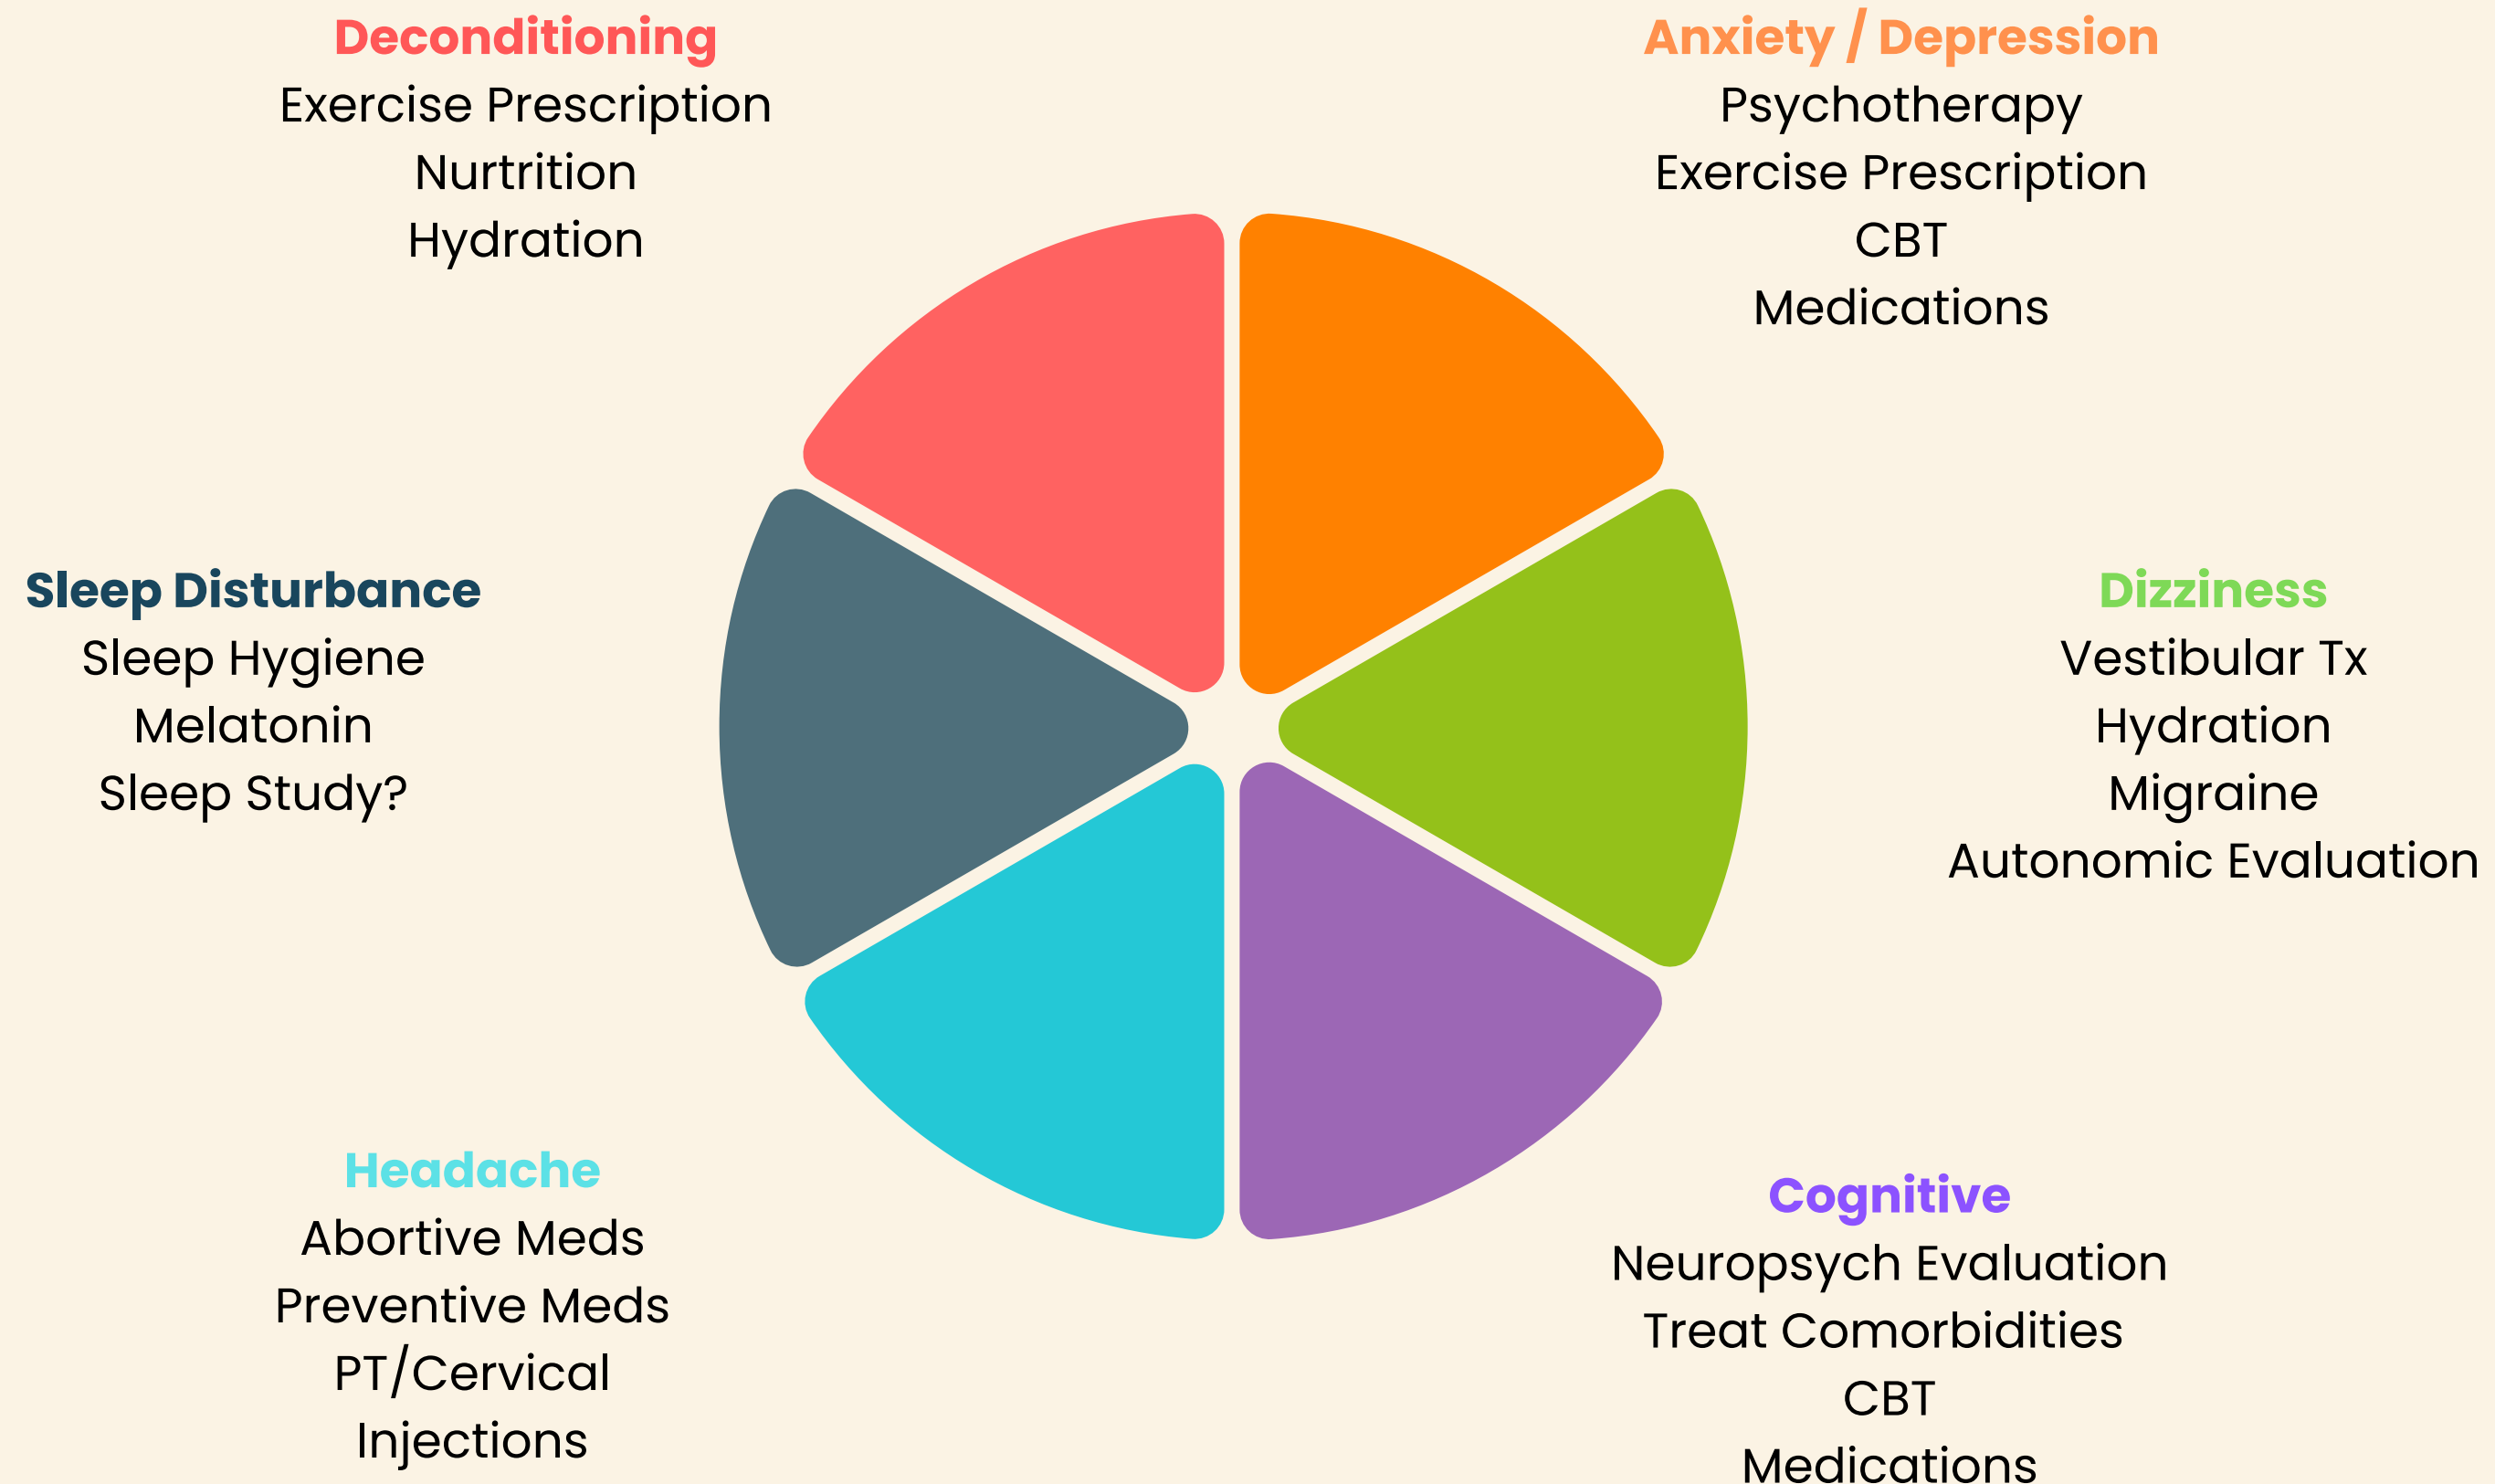 Deconditioning
Exercise Prescription
Nurtrition
Hydration
Anxiety / Depression
Psychotherapy
Exercise Prescription
CBT
Medications
Sleep Disturbance
Sleep Hygiene
Melatonin
Sleep Study?
Dizziness
Vestibular Tx
Hydration
Migraine
Autonomic Evaluation
Headache
Abortive Meds
Preventive Meds
PT/Cervical
Injections
Cognitive
Neuropsych Evaluation
Treat Comorbidities
CBT
Medications